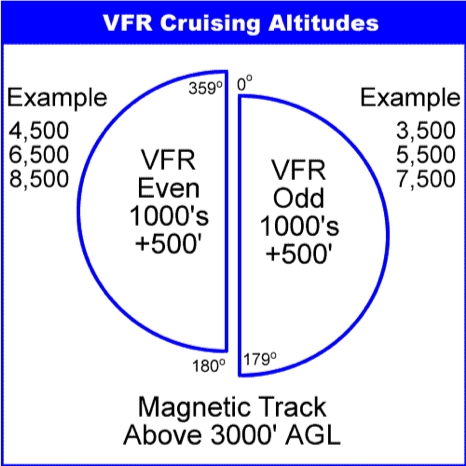 VFR Cruising Altitudes
359º
0º
Example
4,500
6,500
8,500
VFR
Even
1000's
+500'
VFR
Odd
1000's
+500'
Example
3,500
5,500
7,500
180º
179º
Magnetic Track
Above 3000' AGL